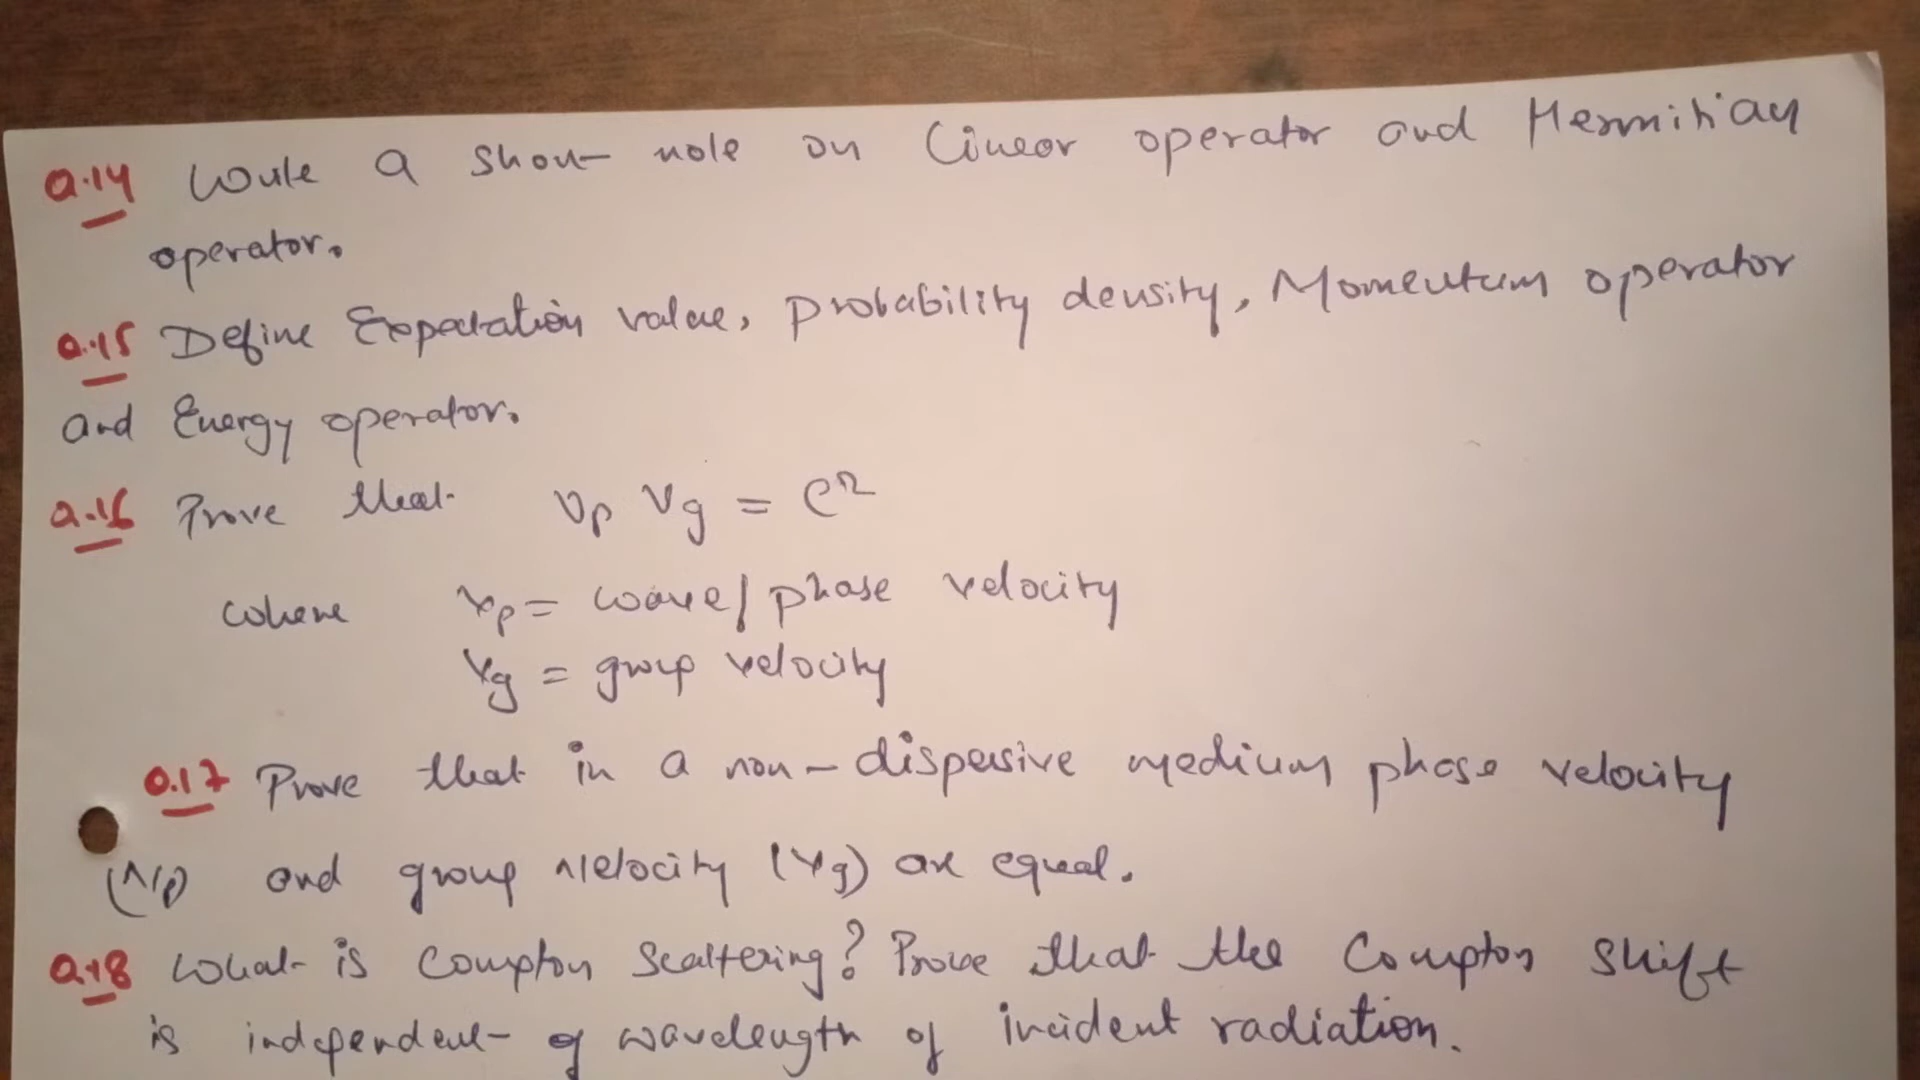 Q.14 Write a short note on Linear operator and Hermitian
operator.
Q.15 Define Expectation value, Probability density, Momentum operator
and Energy operator.
Q.16 Prove that vp vg = c²
where vp = wave/phase velocity
vg = group velocity
Q.17 Prove that in a non-dispersive medium phase velocity
(vp) and group velocity (vg) are equal.
Q.18 What is Compton Scattering? Prove that the Compton shift
is independent of wavelength of incident radiation.